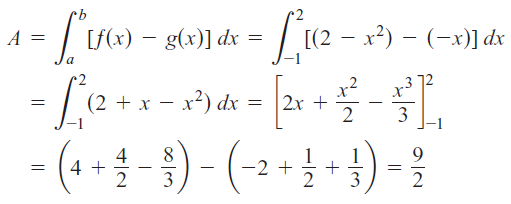 A = ∫_a^b [f(x) − g(x)] dx = ∫_{−1}^2 [(2 − x²) − (−x)] dx
= ∫_{−1}^2 (2 + x − x²) dx = [2x + x²/2 − x³/3]_{−1}^2
= (4 + 4/2 − 8/3) − (−2 + 1/2 + 1/3) = 9/2